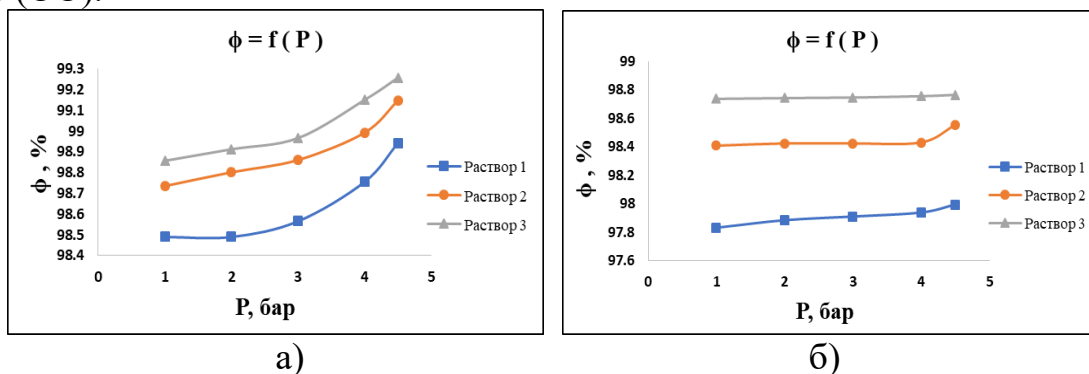 ϕ = f ( P )
99.3
99.2
99.1
99
98.9
98.8
98.7
98.6
98.5
98.4
0 1 2 3 4 5
ϕ , %
P, бар
Раствор 1
Раствор 2
Раствор 3
а)
ϕ = f ( P )
99
98.8
98.6
98.4
98.2
98
97.8
97.6
0 1 2 3 4 5
ϕ , %
P, бар
Раствор 1
Раствор 2
Раствор 3
б)